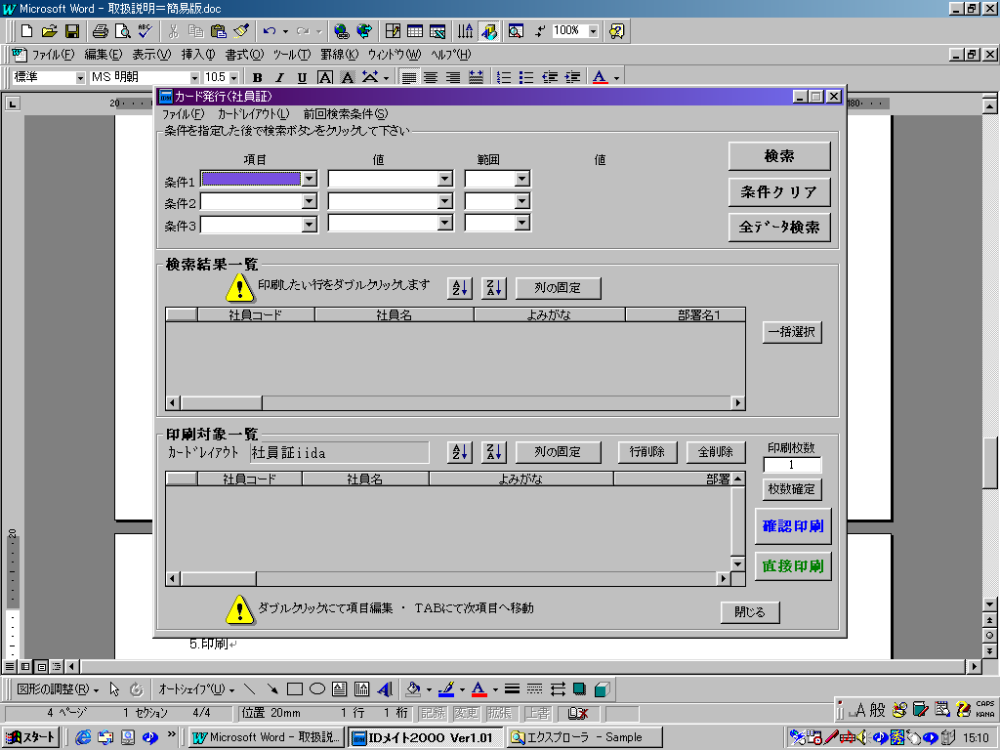 Microsoft Word - 取扱説明=簡易版.doc
100%
ファイル(F) 編集(E) 表示(V) 挿入(I) 書式(O) ツール(T) 罫線(K) ウィンドウ(W) ヘルプ(H)
標準 MS 明朝 10.5 B I U A A A
L 20 180
カード発行(社員証)
ファイル(F) カードレイアウト(L) 前回検索条件(S)
条件を指定した後で検索ボタンをクリックして下さい
項目 値 範囲 値
検索
条件1
条件クリア
条件2
全データ検索
条件3
検索結果一覧
印刷したい行をダブルクリックします
列の固定
社員コード 社員名 よみがな 部署名1
一括選択
印刷対象一覧
カードレイアウト 社員証iida
列の固定 行削除 全削除
印刷枚数
1
社員コード 社員名 よみがな 部署
枚数確定
確認印刷
直接印刷
20
ダブルクリックにて項目編集 ・ TABにて次項目へ移動
閉じる
5.印刷
図形の調整(R) オートシェイプ(U)
4 ページ 1 セクション 4/4 位置 20mm 1 行 1 桁 記録 変更 拡張 上書
A 般 CAPS KANA
スタート Microsoft Word - 取扱説... IDメイト2000 Ver1.01 エクスプローラ - Sample 15:10